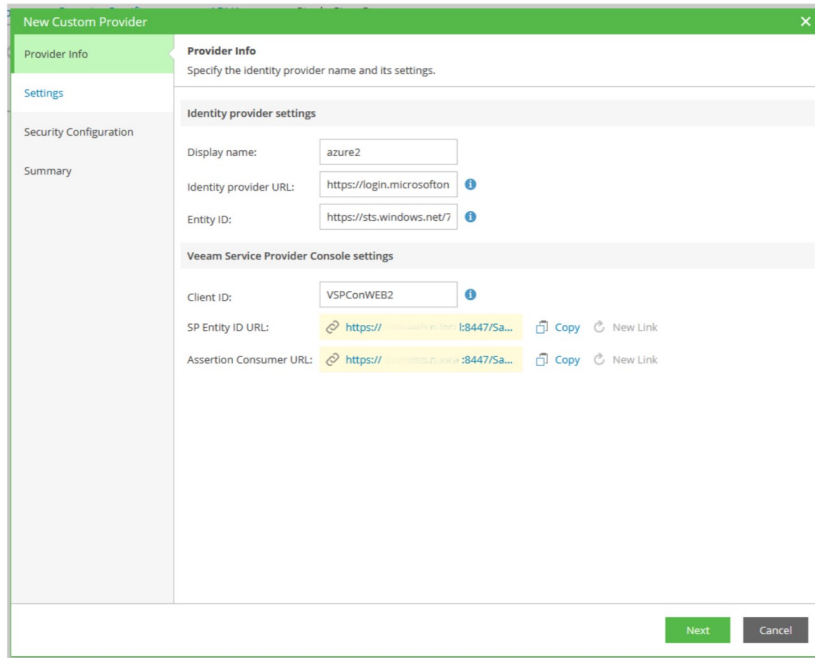 New Custom Provider
Provider Info
Settings
Security Configuration
Summary
Provider Info
Specify the identity provider name and its settings.
Identity provider settings
Display name: azure2
Identity provider URL: https://login.microsofton
Entity ID: https://sts.windows.net/7
Veeam Service Provider Console settings
Client ID: VSPConWEB2
SP Entity ID URL: https:// l:8447/Sa... Copy New Link
Assertion Consumer URL: https:// :8447/Sa... Copy New Link
Next Cancel